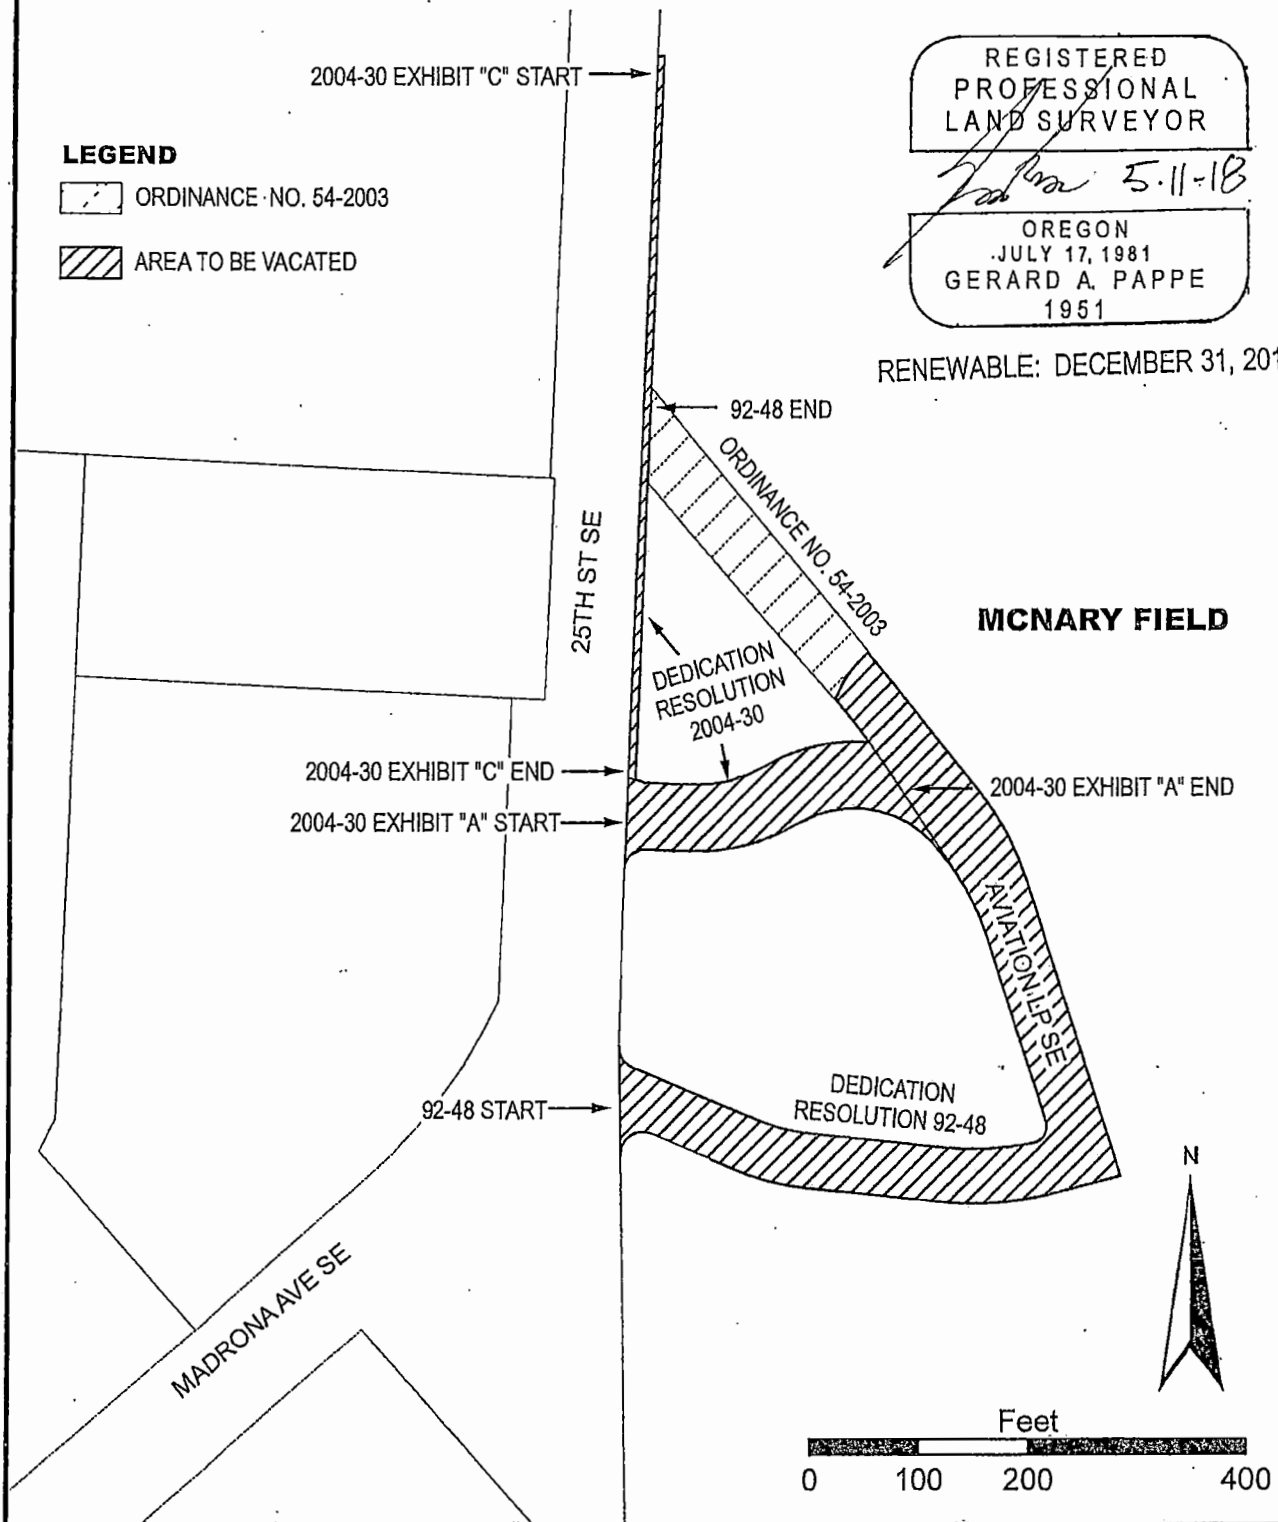 2004-30 EXHIBIT "C" START
REGISTERED
PROFESSIONAL
LAND SURVEYOR
5-11-18
OREGON
JULY 17, 1981
GERARD A. PAPPE
1951
RENEWABLE: DECEMBER 31, 201
LEGEND
ORDINANCE NO. 54-2003
AREA TO BE VACATED
92-48 END
ORDINANCE NO. 54-2003
25TH ST SE
MCNARY FIELD
DEDICATION
RESOLUTION
2004-30
2004-30 EXHIBIT "C" END
2004-30 EXHIBIT "A" END
2004-30 EXHIBIT "A" START
AVIATION LP SE
DEDICATION
RESOLUTION 92-48
92-48 START
MADRONA AVE SE
N
Feet
0 100 200 400